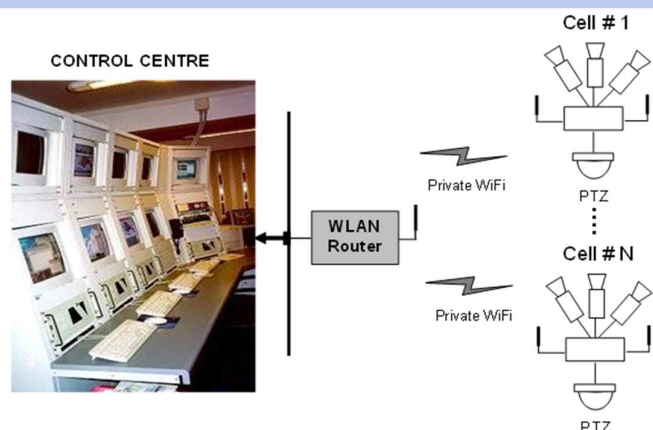 Cell # 1
CONTROL CENTRE
Private WiFi
PTZ
WLAN
Router
Cell # N
Private WiFi
PTZ